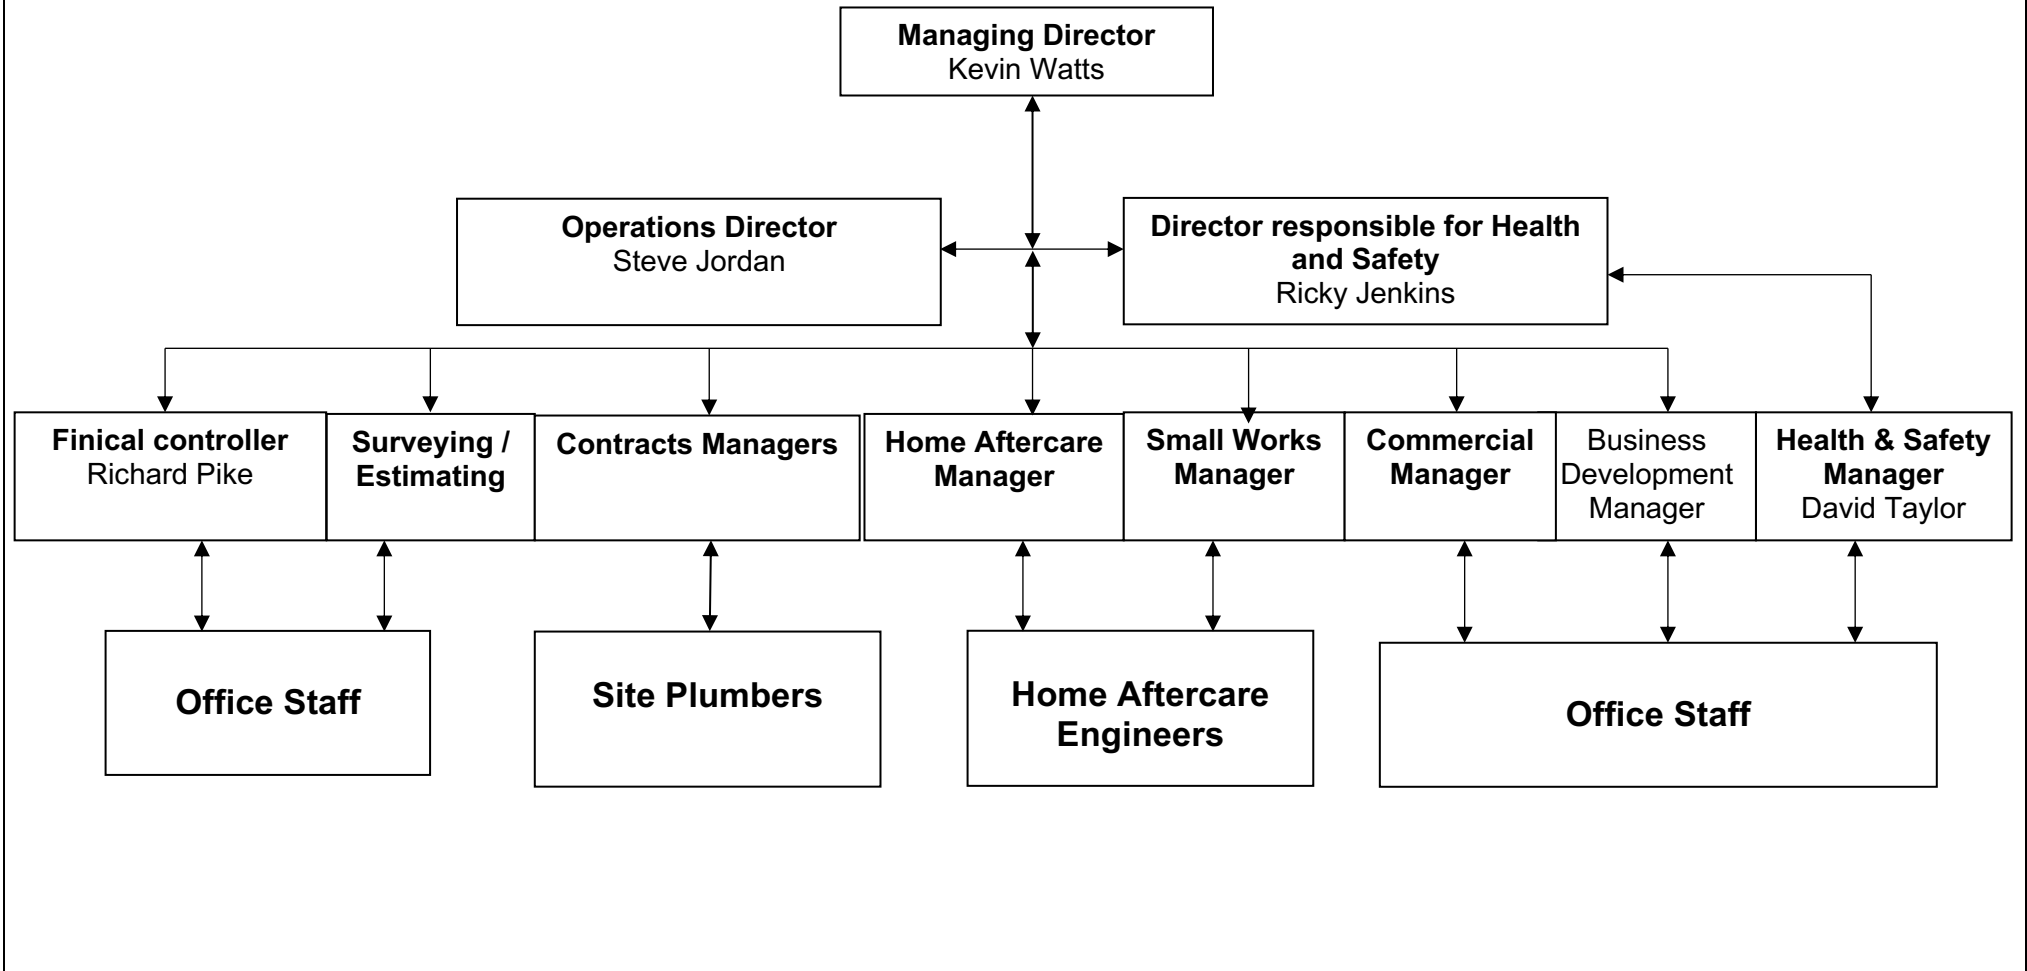 Managing Director
Kevin Watts
Operations Director
Steve Jordan
Director responsible for Health
and Safety
Ricky Jenkins
Finical controller
Richard Pike
Surveying /
Estimating
Contracts Managers
Home Aftercare
Manager
Small Works
Manager
Commercial
Manager
Business
Development
Manager
Health & Safety
Manager
David Taylor
Office Staff
Site Plumbers
Home Aftercare
Engineers
Office Staff